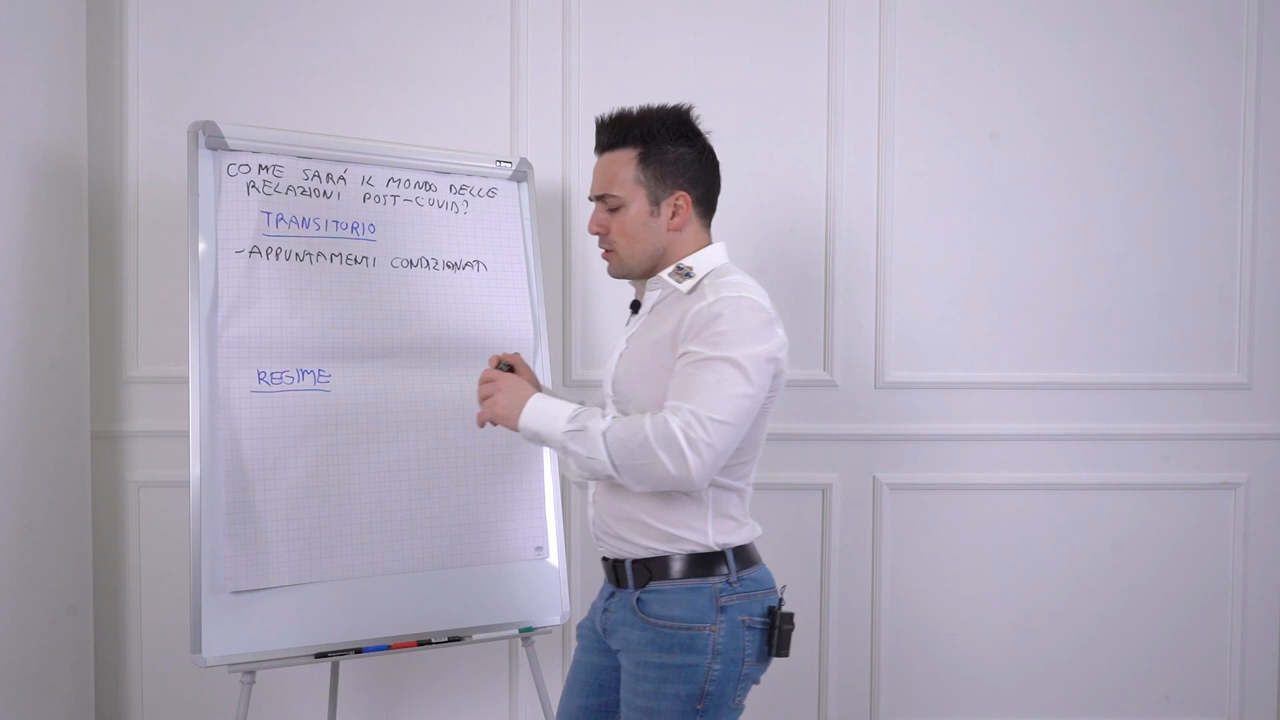 COME SARÁ IL MONDO DELLE
RELAZIONI POST-COVID?
TRANSITORIO
-APPUNTAMENTI CONDIZIONATI
REGIME